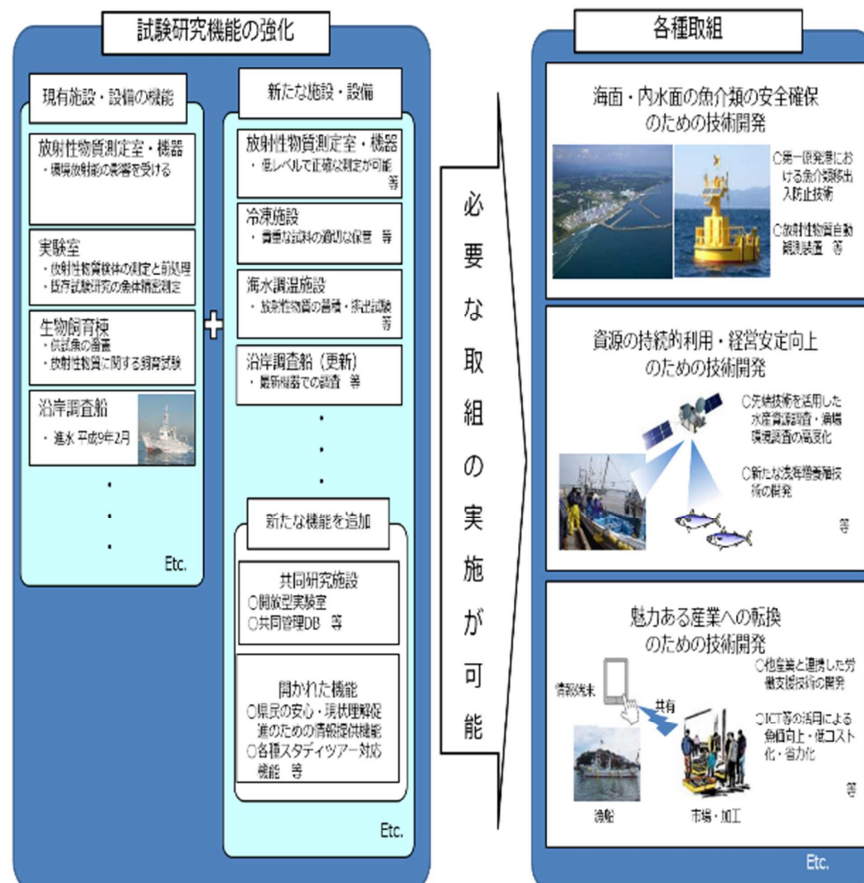 試験研究機能の強化
現有施設・設備の機能
放射性物質測定室・機器
・環境放射能の影響を受ける
実験室
・放射性物質検体の測定と前処理
・既存試験研究の魚体精密測定
生物飼育棟
・供試魚の蓄養
・放射性物質に関する飼育試験
沿岸調査船
・進水 平成9年2月
・
・
・
Etc.
+
新たな施設・設備
放射性物質測定室・機器
・低レベルで正確な測定が可能
等
冷凍施設
・貴重な試料の適切な保管 等
海水調温施設
・放射性物質の蓄積・排出試験
等
沿岸調査船(更新)
・最新機器での調査 等
・
・
・
新たな機能を追加
共同研究施設
○開放型実験室
○共同管理DB 等
開かれた機能
○県民の安心・現状理解促
進のための情報提供機能
○各種スタディツアー対応
機能 等
Etc.
必要な取組の実施が可能
各種取組
海面・内水面の魚介類の安全確保
のための技術開発
○第一原発港にお
ける魚介類移出
入防止技術
○放射性物質自動
観測装置 等
資源の持続的利用・経営安定向上
のための技術開発
○先端技術を活用した
水産資源調査・漁場
環境調査の高度化
○新たな浅海増養殖技
術の開発
等
魅力ある産業への転換
のための技術開発
情報端末
共有
漁船
市場・加工
○他産業と連携した労
働支援技術の開発
○ICT等の活用による
魚価向上・低コスト
化・省力化
等
Etc.